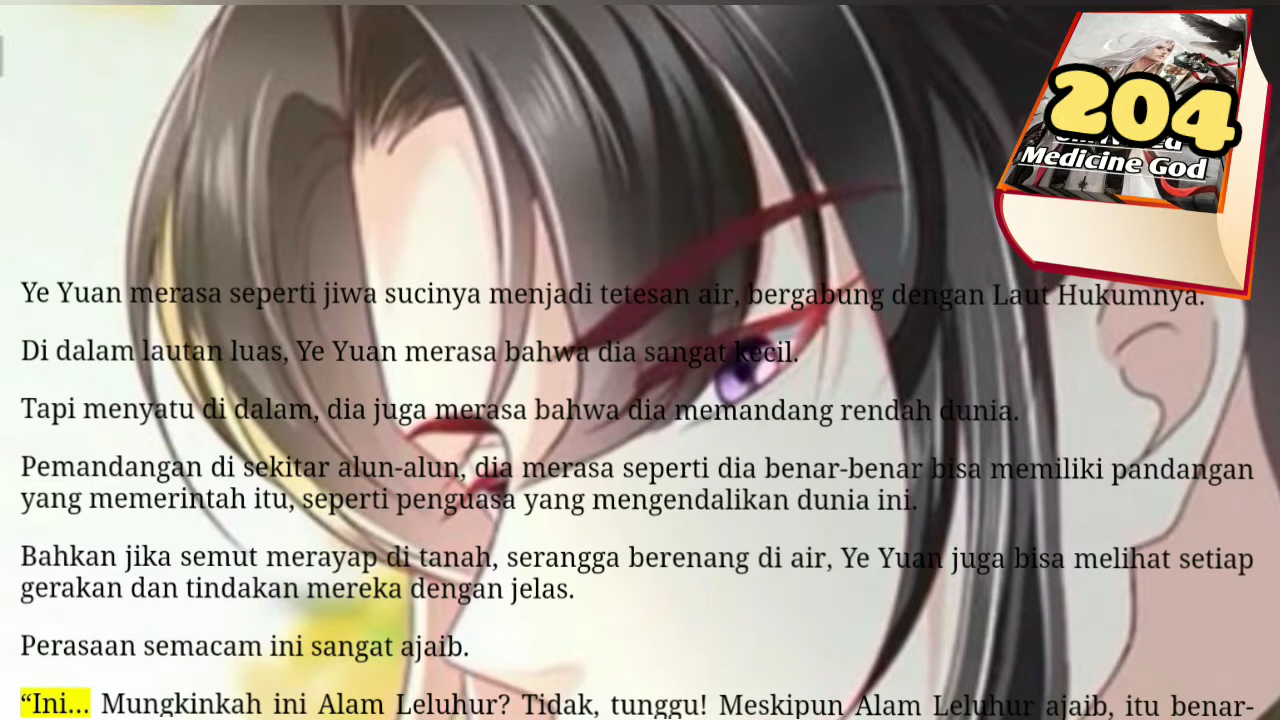 204
Medicine God
Ye Yuan merasa seperti jiwa sucinya menjadi tetesan air, bergabung dengan Laut Hukumnya.
Di dalam lautan luas, Ye Yuan merasa bahwa dia sangat kecil.
Tapi menyatu di dalam, dia juga merasa bahwa dia memandang rendah dunia.
Pemandangan di sekitar alun-alun, dia merasa seperti dia benar-benar bisa memiliki pandangan
yang memerintah itu, seperti penguasa yang mengendalikan dunia ini.
Bahkan jika semut merayap di tanah, serangga berenang di air, Ye Yuan juga bisa melihat setiap
gerakan dan tindakan mereka dengan jelas.
Perasaan semacam ini sangat ajaib.
“Ini... Mungkinkah ini Alam Leluhur? Tidak, tunggu! Meskipun Alam Leluhur ajaib, itu benar-